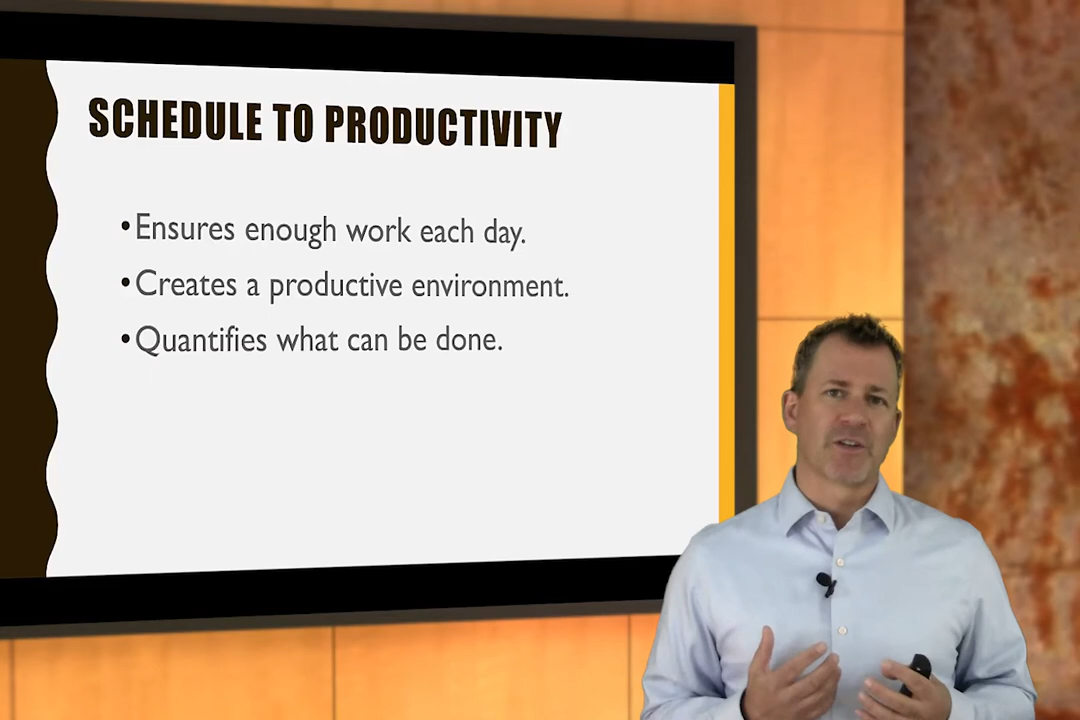 SCHEDULE TO PRODUCTIVITY
•Ensures enough work each day.
•Creates a productive environment.
•Quantifies what can be done.